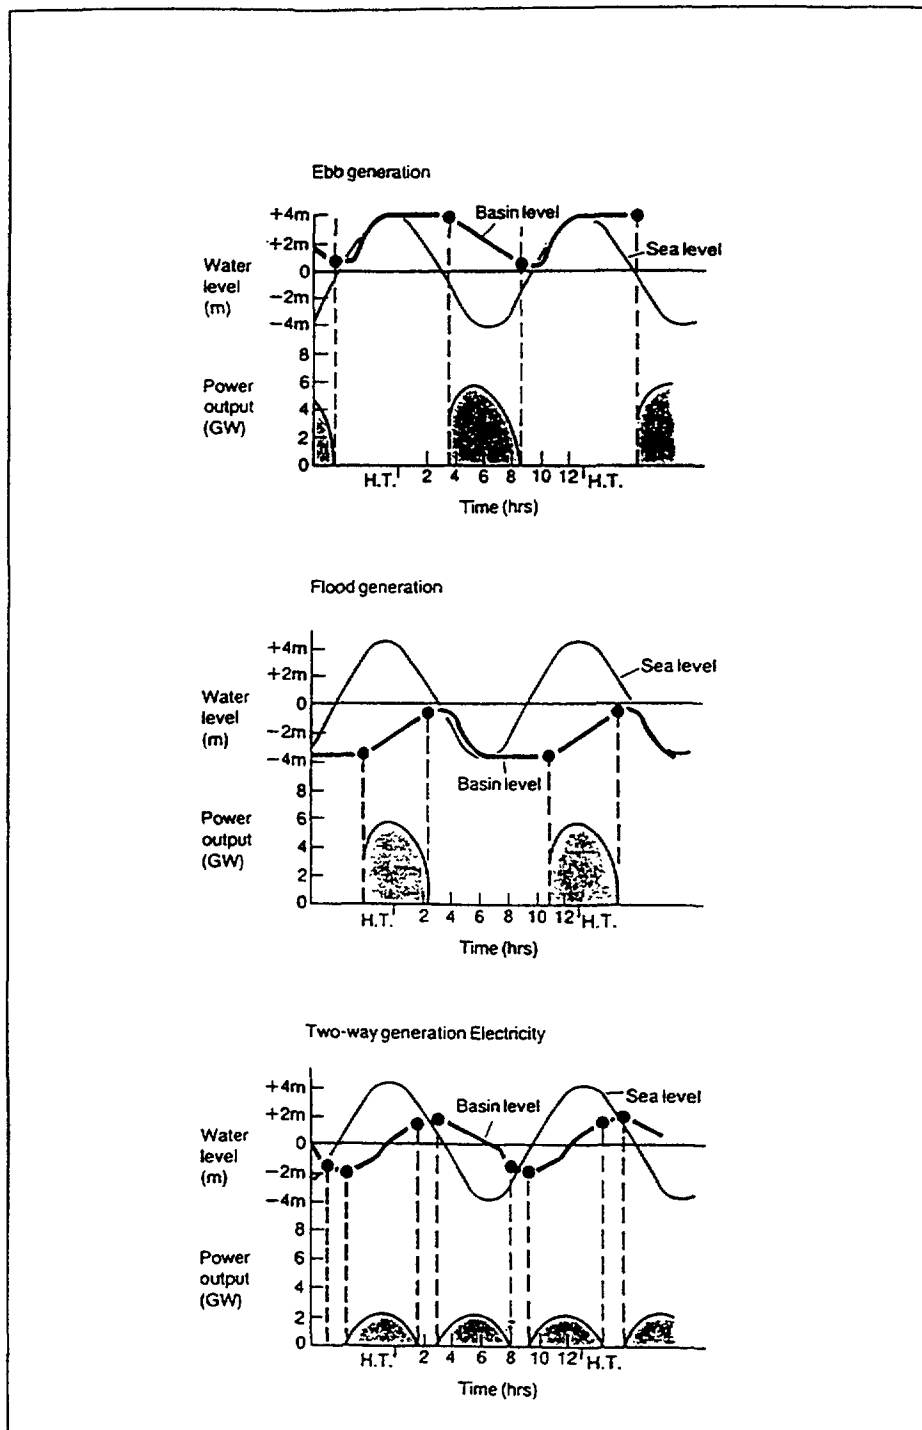 Ebb generation
+4m
+2m
0
−2m
−4m
Water
level
(m)
Basin level
Sea level
8
6
4
2
0
Power
output
(GW)
H.T. 2 4 6 8 10 12 H.T.
Time (hrs)
Flood generation
+4m
+2m
0
−2m
−4m
Water
level
(m)
Sea level
Basin level
8
6
4
2
0
Power
output
(GW)
H.T. 2 4 6 8 10 12 H.T.
Time (hrs)
Two-way generation Electricity
+4m
+2m
0
−2m
−4m
Water
level
(m)
Basin level
Sea level
8
6
4
2
0
Power
output
(GW)
H.T. 2 4 6 8 10 12 H.T.
Time (hrs)